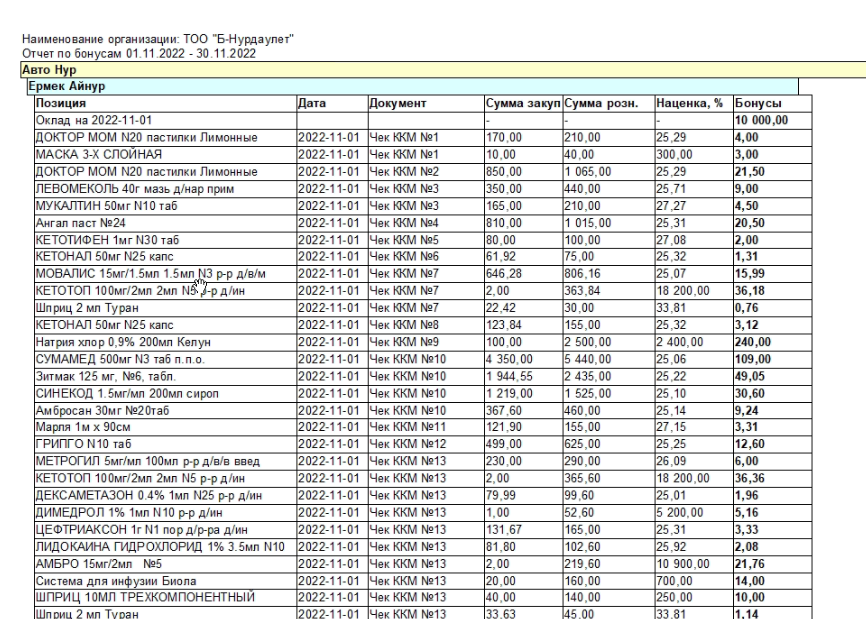 Наименование организации: ТОО "Б-Нурдаулет"
Отчет по бонусам 01.11.2022 - 30.11.2022
Авто Нур
Ермек Айнур
Позиция Дата Документ Сумма закуп Сумма розн. Наценка, % Бонусы
Оклад на 2022-11-01 - - - 10 000,00
ДОКТОР МОМ N20 пастилки Лимонные 2022-11-01 Чек ККМ №1 170,00 210,00 25,29 4,00
МАСКА 3-Х СЛОЙНАЯ 2022-11-01 Чек ККМ №1 10,00 40,00 300,00 3,00
ДОКТОР МОМ N20 пастилки Лимонные 2022-11-01 Чек ККМ №2 850,00 1 065,00 25,29 21,50
ЛЕВОМЕКОЛЬ 40г мазь д/нар прим 2022-11-01 Чек ККМ №3 350,00 440,00 25,71 9,00
МУКАЛТИН 50мг N10 таб 2022-11-01 Чек ККМ №3 165,00 210,00 27,27 4,50
Ангал паст №24 2022-11-01 Чек ККМ №4 810,00 1 015,00 25,31 20,50
КЕТОТИФЕН 1мг N30 таб 2022-11-01 Чек ККМ №5 80,00 100,00 27,08 2,00
КЕТОНАЛ 50мг N25 капс 2022-11-01 Чек ККМ №6 61,92 75,00 25,32 1,31
МОВАЛИС 15мг/1.5мл 1.5мл N3 р-р д/в/м 2022-11-01 Чек ККМ №7 646,28 806,16 25,07 15,99
КЕТОТОП 100мг/2мл 2мл N5 р-р д/ин 2022-11-01 Чек ККМ №7 2,00 363,84 18 200,00 36,18
Шприц 2 мл Туран 2022-11-01 Чек ККМ №7 22,42 30,00 33,81 0,76
КЕТОНАЛ 50мг N25 капс 2022-11-01 Чек ККМ №8 123,84 155,00 25,32 3,12
Натрия хлор 0,9% 200мл Келун 2022-11-01 Чек ККМ №9 100,00 2 500,00 2 400,00 240,00
СУМАМЕД 500мг N3 таб п.п.о. 2022-11-01 Чек ККМ №10 4 350,00 5 440,00 25,06 109,00
Зитмак 125 мг, №6, табл. 2022-11-01 Чек ККМ №10 1 944,55 2 435,00 25,22 49,05
СИНЕКОД 1.5мг/мл 200мл сироп 2022-11-01 Чек ККМ №10 1 219,00 1 525,00 25,10 30,60
Амбросан 30мг №20таб 2022-11-01 Чек ККМ №10 367,60 460,00 25,14 9,24
Марля 1м х 90см 2022-11-01 Чек ККМ №11 121,90 155,00 27,15 3,31
ГРИПГО N10 таб 2022-11-01 Чек ККМ №12 499,00 625,00 25,25 12,60
МЕТРОГИЛ 5мг/мл 100мл р-р д/в/в введ 2022-11-01 Чек ККМ №13 230,00 290,00 26,09 6,00
КЕТОТОП 100мг/2мл 2мл N5 р-р д/ин 2022-11-01 Чек ККМ №13 2,00 365,60 18 200,00 36,36
ДЕКСАМЕТАЗОН 0.4% 1мл N25 р-р д/ин 2022-11-01 Чек ККМ №13 79,99 99,60 25,01 1,96
ДИМЕДРОЛ 1% 1мл N10 р-р д/ин 2022-11-01 Чек ККМ №13 1,00 52,60 5 200,00 5,16
ЦЕФТРИАКСОН 1г N1 пор д/р-ра д/ин 2022-11-01 Чек ККМ №13 131,67 165,00 25,31 3,33
ЛИДОКАИНА ГИДРОХЛОРИД 1% 3.5мл N10 2022-11-01 Чек ККМ №13 81,80 102,60 25,92 2,08
АМБРО 15мг/2мл №5 2022-11-01 Чек ККМ №13 2,00 219,60 10 900,00 21,76
Система для инфузии Биола 2022-11-01 Чек ККМ №13 20,00 160,00 700,00 14,00
ШПРИЦ 10МЛ ТРЕХКОМПОНЕНТНЫЙ 2022-11-01 Чек ККМ №13 40,00 140,00 250,00 10,00
Шприц 2 мл Туран 2022-11-01 Чек ККМ №13 33,63 45,00 33,81 1,14